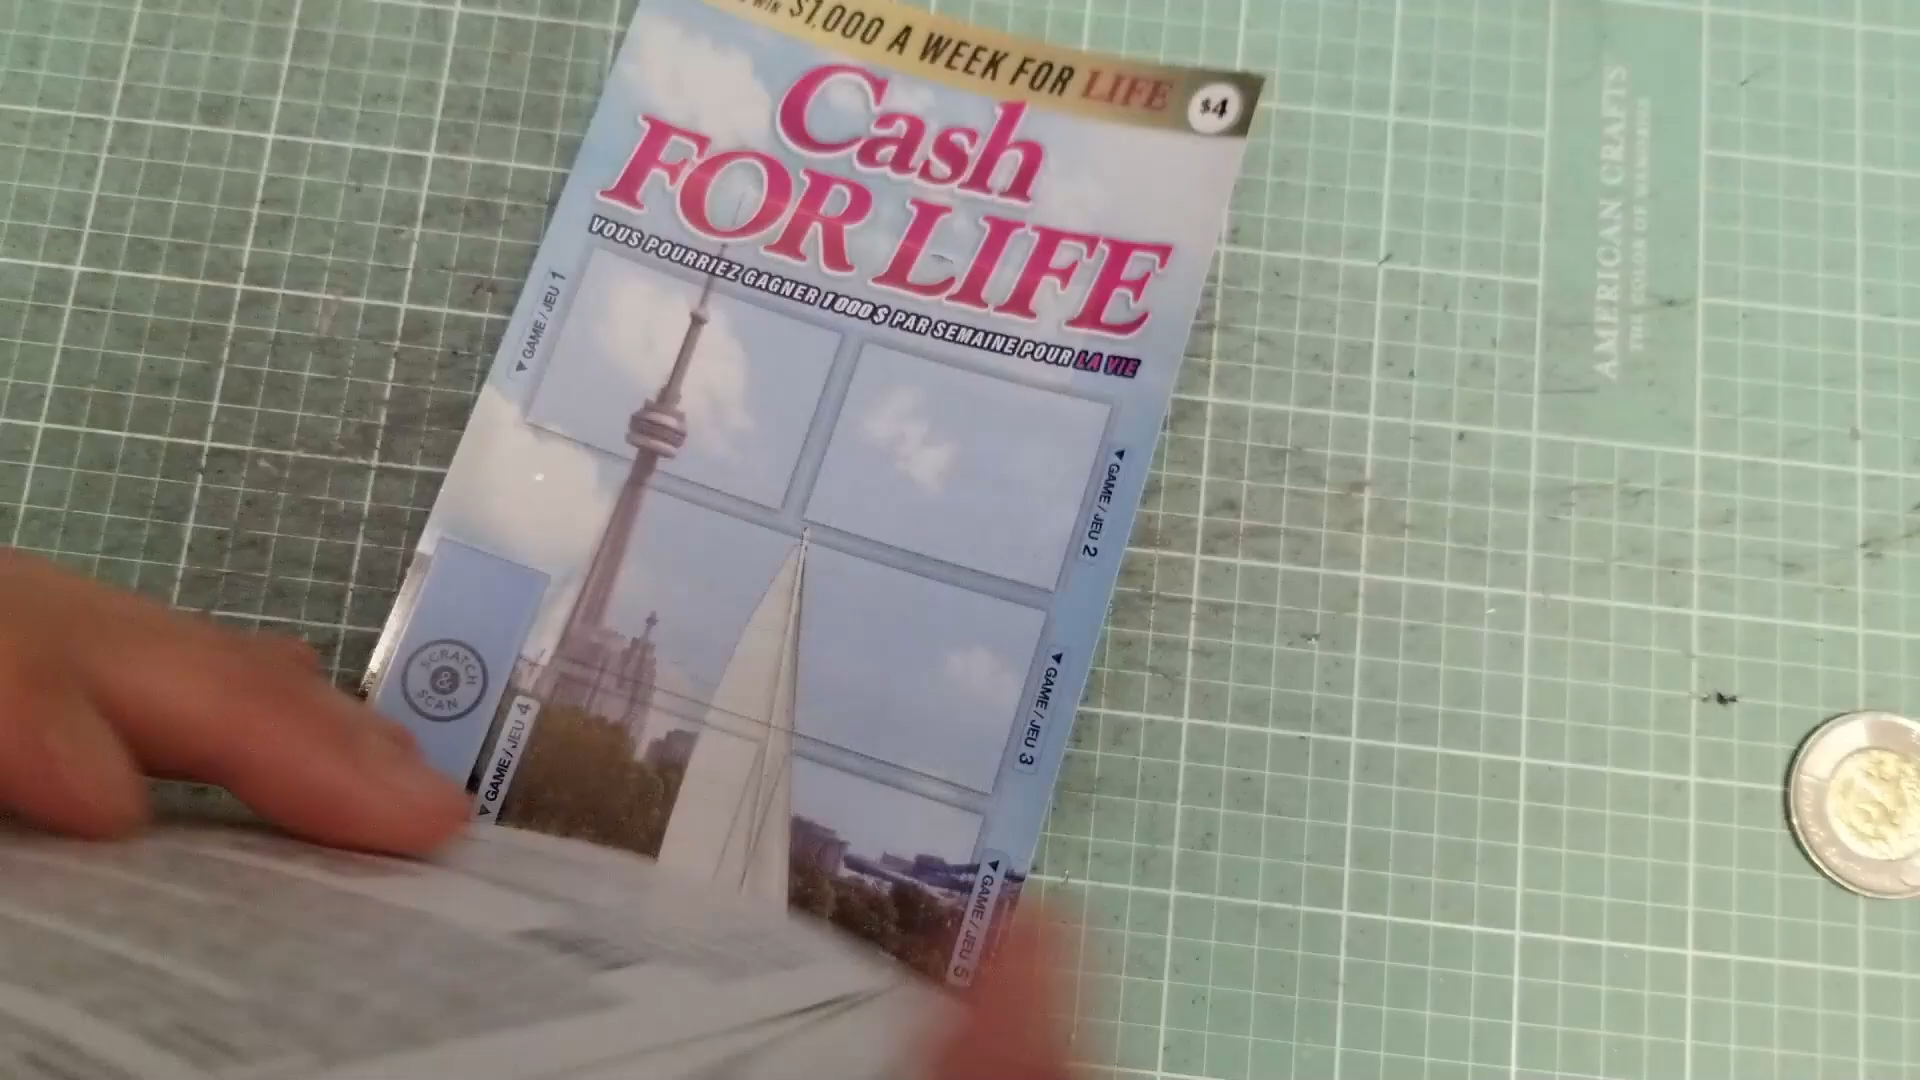 WIN $1,000 A WEEK FOR LIFE
$4
Cash
FOR LIFE
VOUS POURRIEZ GAGNER 1 000 $ PAR SEMAINE POUR LA VIE
GAME / JEU 1
GAME / JEU 2
GAME / JEU 3
SCRATCH
&
SCAN
GAME / JEU 4
GAME / JEU 5
AMERICAN CRAFTS